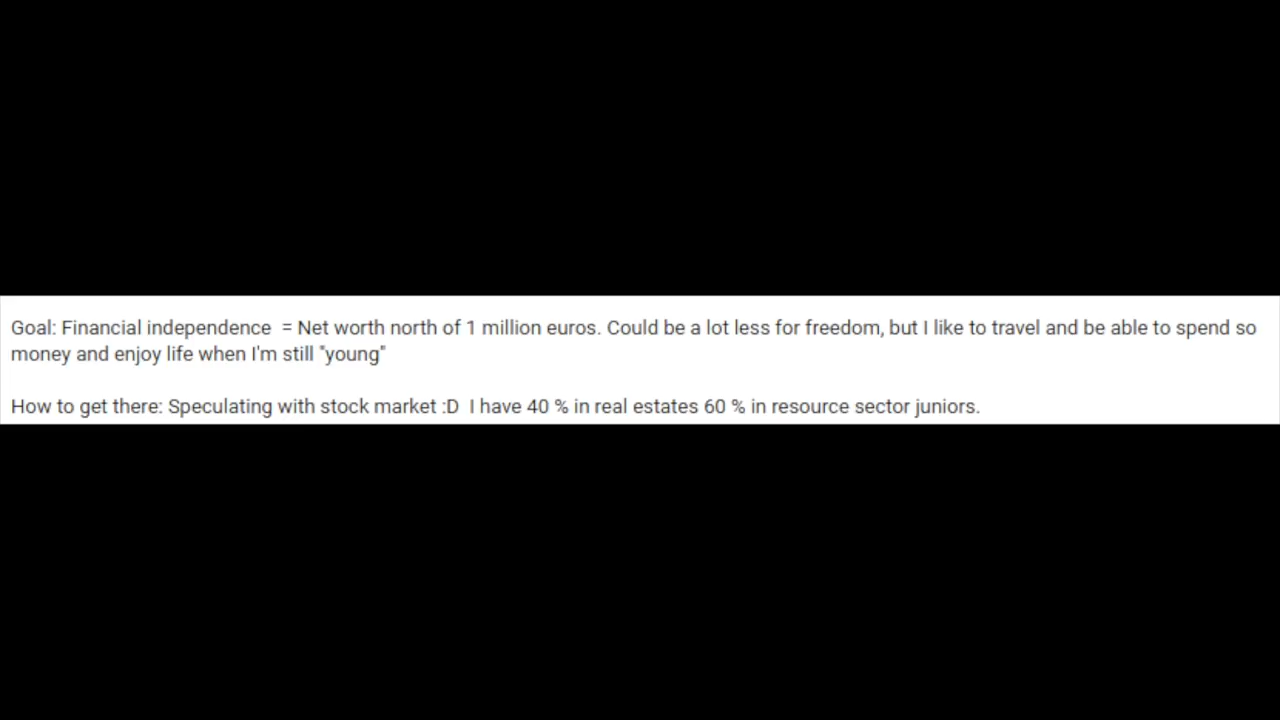 Goal: Financial independence  = Net worth north of 1 million euros. Could be a lot less for freedom, but I like to travel and be able to spend so
money and enjoy life when I'm still "young"
How to get there: Speculating with stock market :D  I have 40 % in real estates 60 % in resource sector juniors.